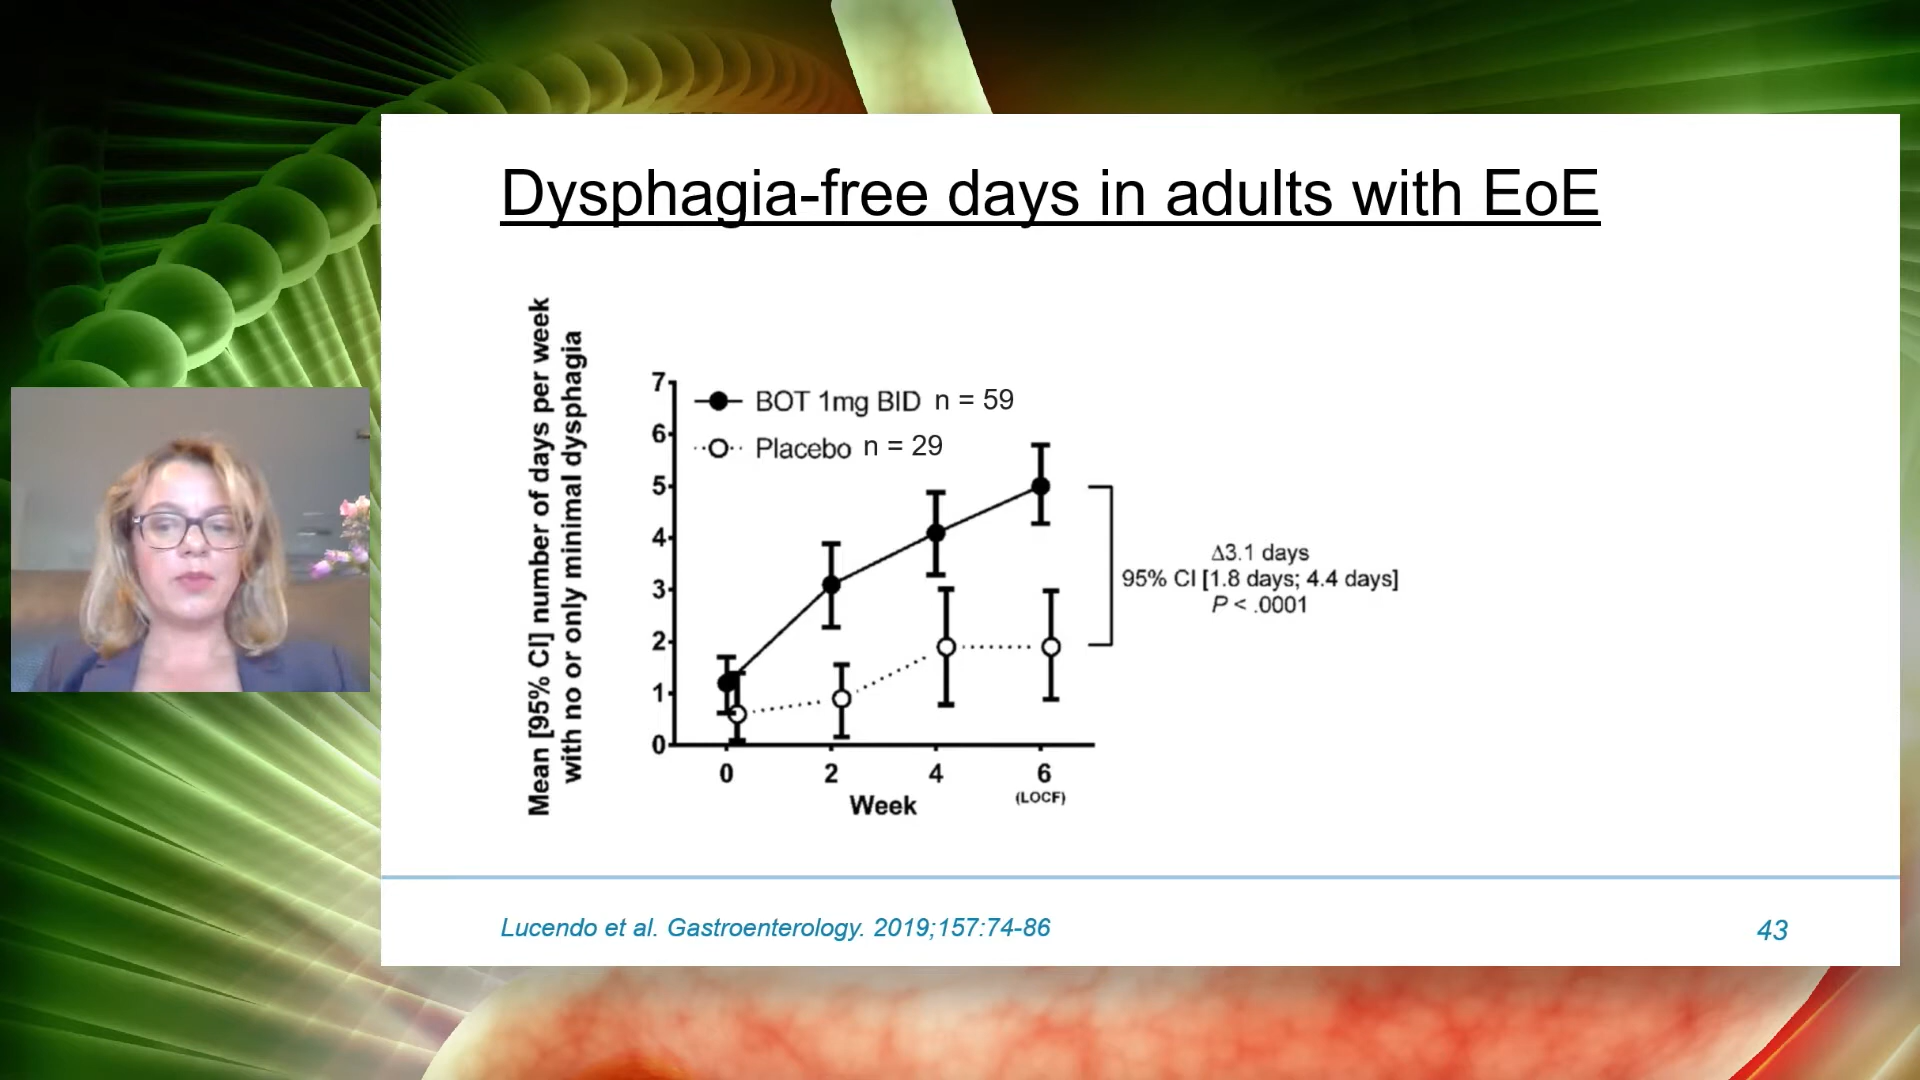 Dysphagia-free days in adults with EoE
Mean [95% CI] number of days per week
with no or only minimal dysphagia
7
6
5
4
3
2
1
0
BOT 1mg BID n = 59
Placebo n = 29
Δ3.1 days
95% CI [1.8 days; 4.4 days]
P < .0001
0 2 4 6
(LOCF)
Week
Lucendo et al. Gastroenterology. 2019;157:74-86
43